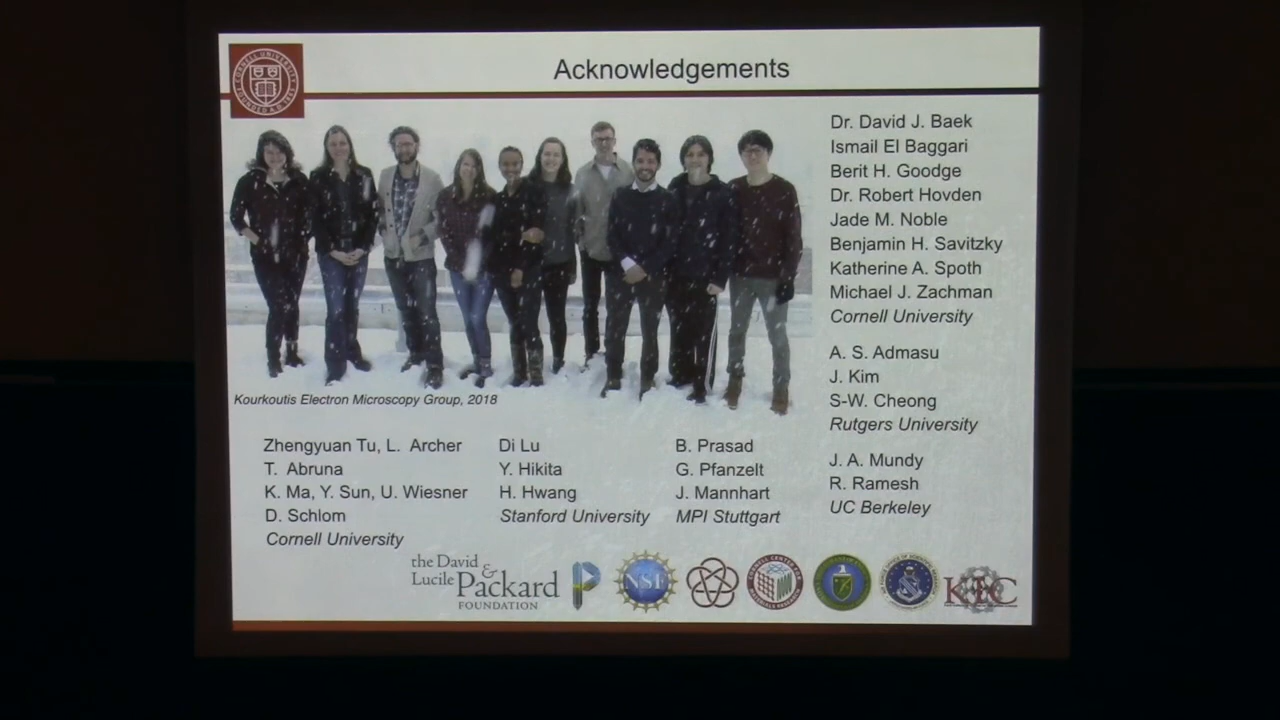 Acknowledgements
Dr. David J. Baek
Ismail El Baggari
Berit H. Goodge
Dr. Robert Hovden
Jade M. Noble
Benjamin H. Savitzky
Katherine A. Spoth
Michael J. Zachman
Cornell University
A. S. Admasu
J. Kim
S-W. Cheong
Rutgers University
J. A. Mundy
R. Ramesh
UC Berkeley
Kourkoutis Electron Microscopy Group, 2018
Zhengyuan Tu, L. Archer
T. Abruna
K. Ma, Y. Sun, U. Wiesner
D. Schlom
Cornell University
Di Lu
Y. Hikita
H. Hwang
Stanford University
B. Prasad
G. Pfanzelt
J. Mannhart
MPI Stuttgart
the David &
Lucile Packard
FOUNDATION
NSF